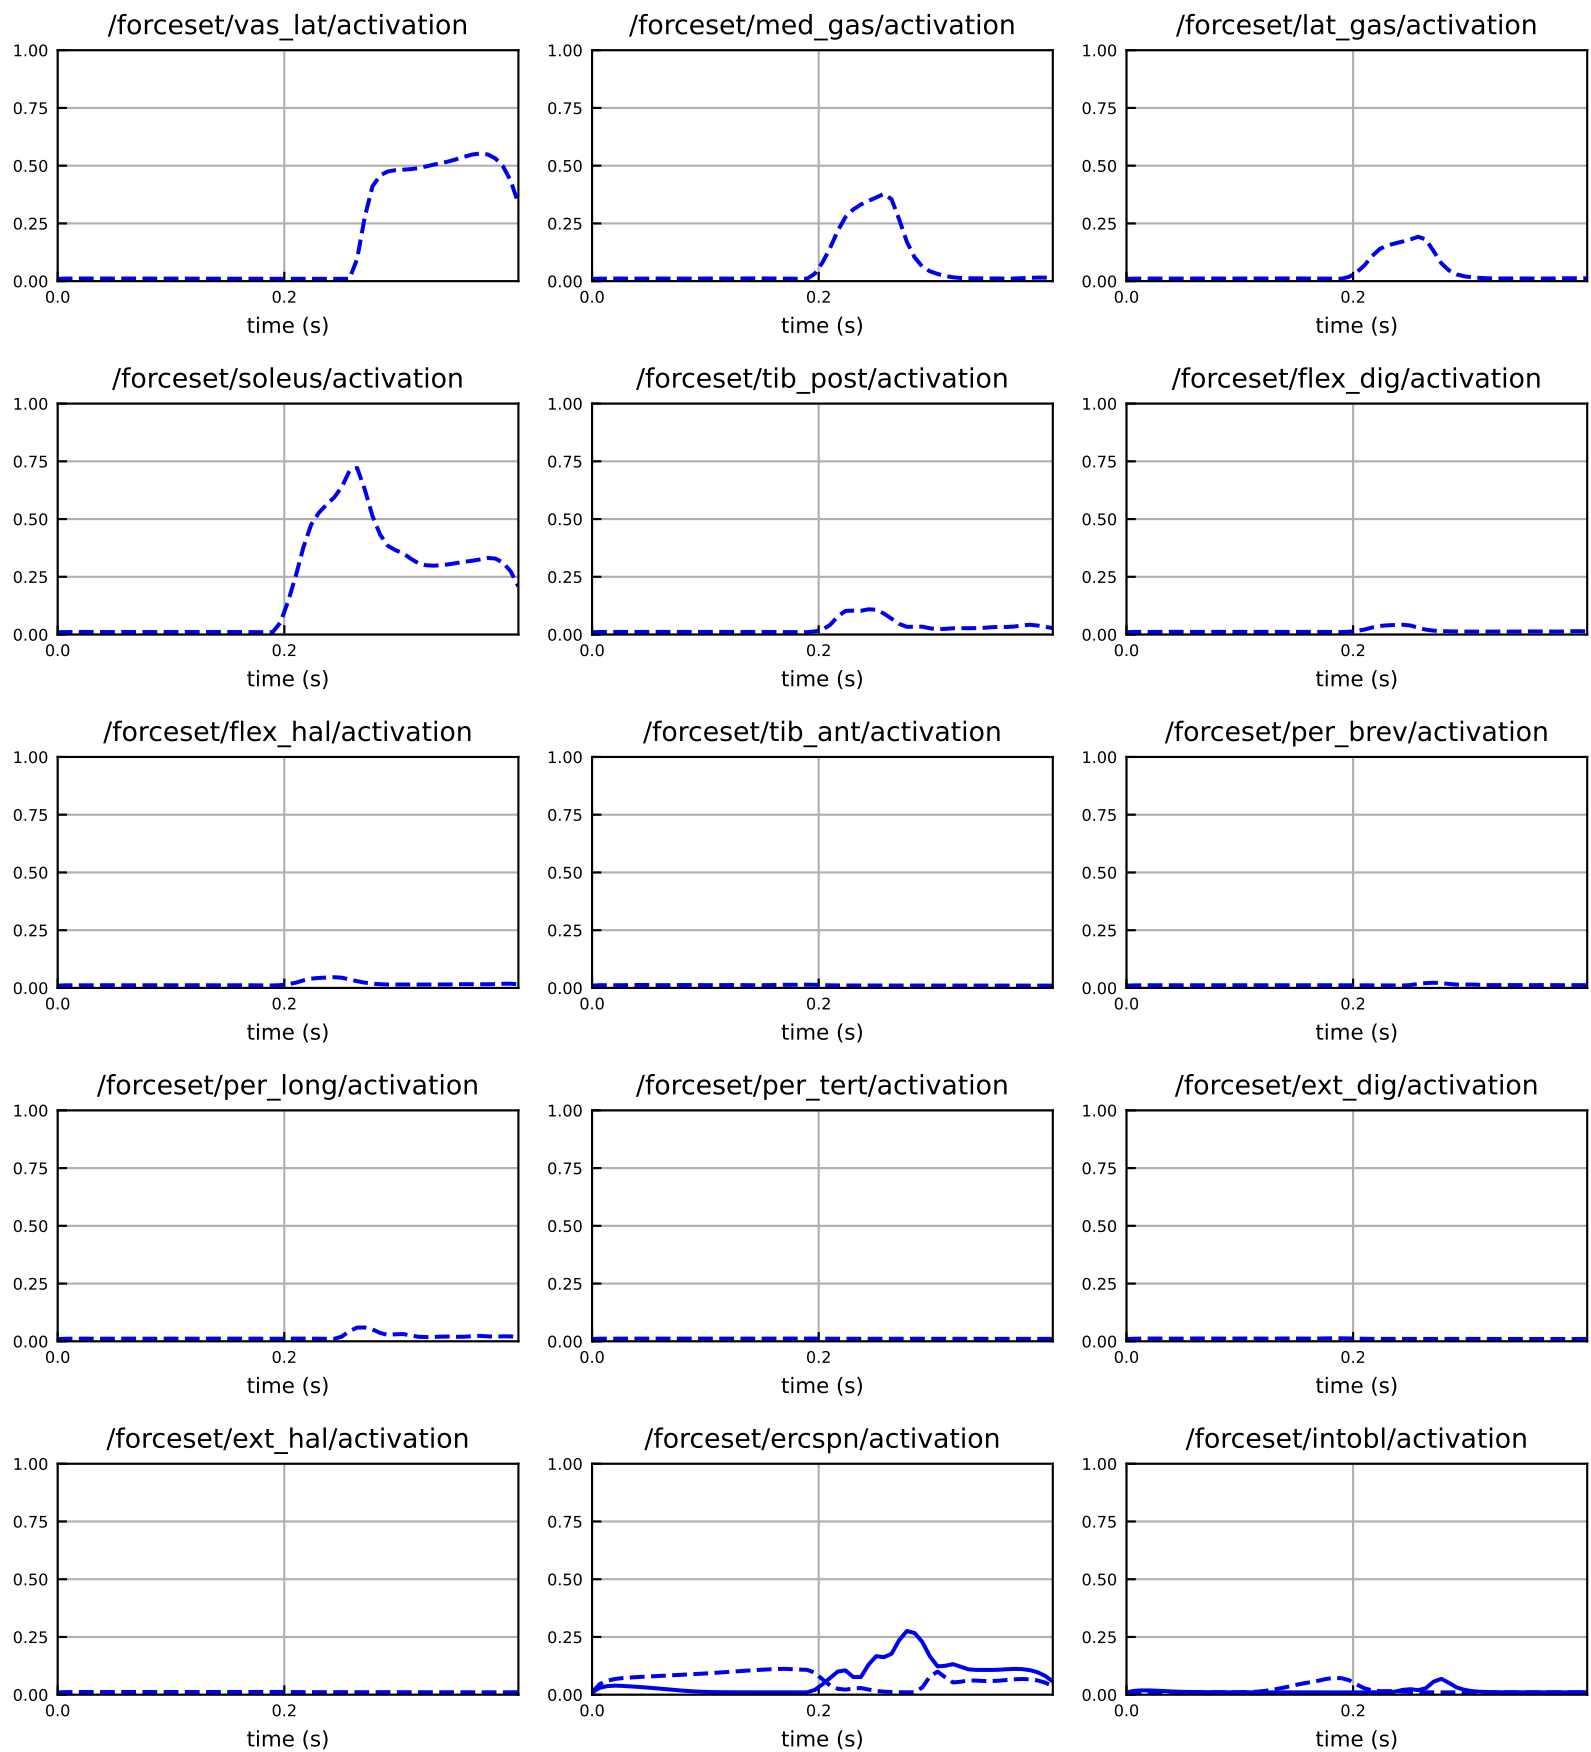 /forceset/vas_lat/activation /forceset/med_gas/activation /forceset/lat_gas/activation
1.00 1.00 1.00
0.75 0.75 0.75
0.50 0.50 0.50
0.25 0.25 0.25
0.00 0.00 0.00
0.0 0.2 0.0 0.2 0.0 0.2
time (s) time (s) time (s)
/forceset/soleus/activation /forceset/tib_post/activation /forceset/flex_dig/activation
1.00 1.00 1.00
0.75 0.75 0.75
0.50 0.50 0.50
0.25 0.25 0.25
0.00 0.00 0.00
0.0 0.2 0.0 0.2 0.0 0.2
time (s) time (s) time (s)
/forceset/flex_hal/activation /forceset/tib_ant/activation /forceset/per_brev/activation
1.00 1.00 1.00
0.75 0.75 0.75
0.50 0.50 0.50
0.25 0.25 0.25
0.00 0.00 0.00
0.0 0.2 0.0 0.2 0.0 0.2
time (s) time (s) time (s)
/forceset/per_long/activation /forceset/per_tert/activation /forceset/ext_dig/activation
1.00 1.00 1.00
0.75 0.75 0.75
0.50 0.50 0.50
0.25 0.25 0.25
0.00 0.00 0.00
0.0 0.2 0.0 0.2 0.0 0.2
time (s) time (s) time (s)
/forceset/ext_hal/activation /forceset/ercspn/activation /forceset/intobl/activation
1.00 1.00 1.00
0.75 0.75 0.75
0.50 0.50 0.50
0.25 0.25 0.25
0.00 0.00 0.00
0.0 0.2 0.0 0.2 0.0 0.2
time (s) time (s) time (s)